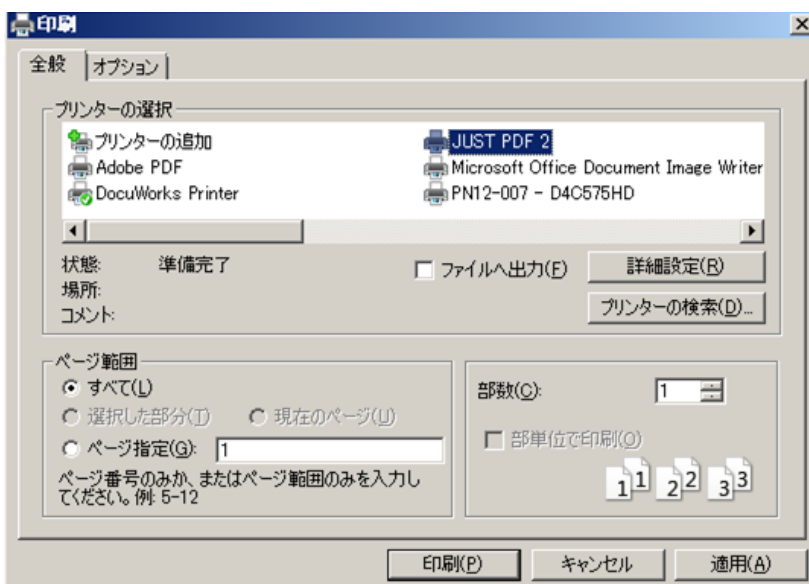 印刷
全般 オプション
プリンターの選択
プリンターの追加 JUST PDF 2
Adobe PDF Microsoft Office Document Image Writer
DocuWorks Printer PN12-007 - D4C575HD
状態: 準備完了 ファイルへ出力(F) 詳細設定(R)
場所:
コメント: プリンターの検索(D)...
ページ範囲
すべて(L) 部数(C): 1
選択した部分(T) 現在のページ(U)
ページ指定(G): 1 部単位で印刷(O)
ページ番号のみか、またはページ範囲のみを入力し
てください。例: 5-12
1 1 2 2 3 3
印刷(P) キャンセル 適用(A)